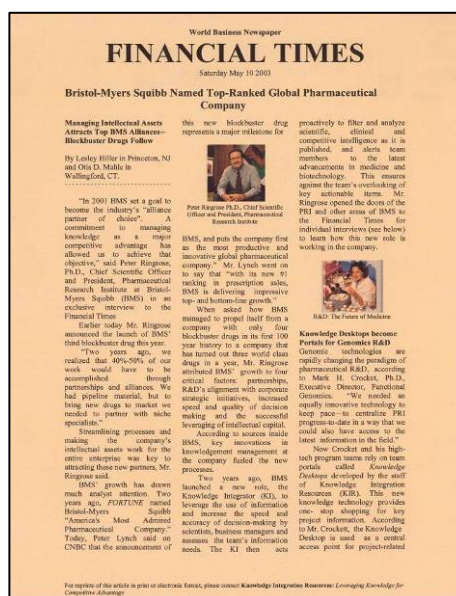 World Business Newspaper
FINANCIAL TIMES
Saturday May 10 2003
Bristol-Myers Squibb Named Top-Ranked Global Pharmaceutical
Company
Managing Intellectual Assets
Attracts Top BMS Alliances--
Blockbuster Drugs Follow
By Lesley Hiller in Princeton, NJ
and Otis D. Mahle in
Wallingford, CT.
"In 2001 BMS set a goal to
become the industry's "alliance
partner of choice". A
commitment to managing
knowledge as a major
competitive advantage has
allowed us to achieve that
objective," said Peter Ringrose,
Ph.D., Chief Scientific Officer
and President, Pharmaceutical
Research Institute at Bristol-
Myers Squibb (BMS) in an
exclusive interview to the
Financial Times
Earlier today Mr. Ringrose
announced the launch of BMS'
third blockbuster drug this year.
"Two years ago, we
realized that 40%-50% of our
work would have to be
accomplished through
partnerships and alliances. We
had pipeline material, but to
bring new drugs to market we
needed to partner with niche
specialists."
Streamlining processes and
making the company's
intellectual assets work for the
entire enterprise was key to
attracting these new partners, Mr.
Ringrose said.
BMS' growth has drawn
much analyst attention. Two
years ago, FORTUNE named
Bristol-Myers Squibb
"America's Most Admired
Pharmaceutical Company."
Today, Peter Lynch said on
CNBC that the announcement of
this new blockbuster drug
represents a major milestone for
Peter Ringrose Ph.D., Chief Scientific
Officer and President, Pharmaceutical
Research Institute
BMS, and puts the company first
as the most productive and
innovative global pharmaceutical
company." Mr. Lynch went on
to say that "with its new #1
ranking in prescription sales,
BMS is delivering impressive
top- and bottom-line growth."
When asked how BMS
managed to propel itself from a
company with only four
blockbuster drugs in its first 100
year history to a company that
has turned out three world class
drugs in a year, Mr. Ringrose
attributed BMS' growth to four
critical factors: partnerships,
R&D's alignment with corporate
strategic initiatives, increased
speed and quality of decision
making and the successful
leveraging of intellectual capital.
According to sources inside
BMS, key innovations in
knowledgement management at
the company fueled the new
processes.
Two years ago, BMS
launched a new role, the
Knowledge Integrator (KI), to
leverage the use of information
and increase the speed and
accuracy of decision-making by
scientists, business managers and
assesses the team's information
needs. The KI then acts
proactively to filter and analyze
scientific, clinical and
competitive intelligence as it is
published, and alerts team
members to the latest
advancements in medicine and
biotechnology. This ensures
against the team's overlooking of
key actionable items. Mr.
Ringrose opened the doors of the
PRI and other areas of BMS to
the Financial Times for
individual interviews (see below)
to learn how this new role is
working in the company.
R&D: The Future of Medicine
Knowledge Desktops become
Portals for Genomics R&D
Genomic technologies are
rapidly changing the paradigm of
pharmaceutical R&D, according
to Mark H. Crocket, Ph.D.,
Executive Director, Functional
Genomics. "We needed an
equally innovative technology to
keep pace—to centralize PRI
progress-to-date in a way that we
could also have access to the
latest information in the field."
Now Crocket and his high-
tech program teams rely on team
portals called Knowledge
Desktops developed by the staff
of Knowledge Integration
Resources (KIR). This new
knowledge technology provides
one- stop shopping for key
project information. According
to Mr. Crockett, the Knowledge
Desktop is used as a central
access point for project-related
For reprints of this article in print or electronic format, please contact Knowledge Integration Resources: Leveraging Knowledge for
Competitive Advantage